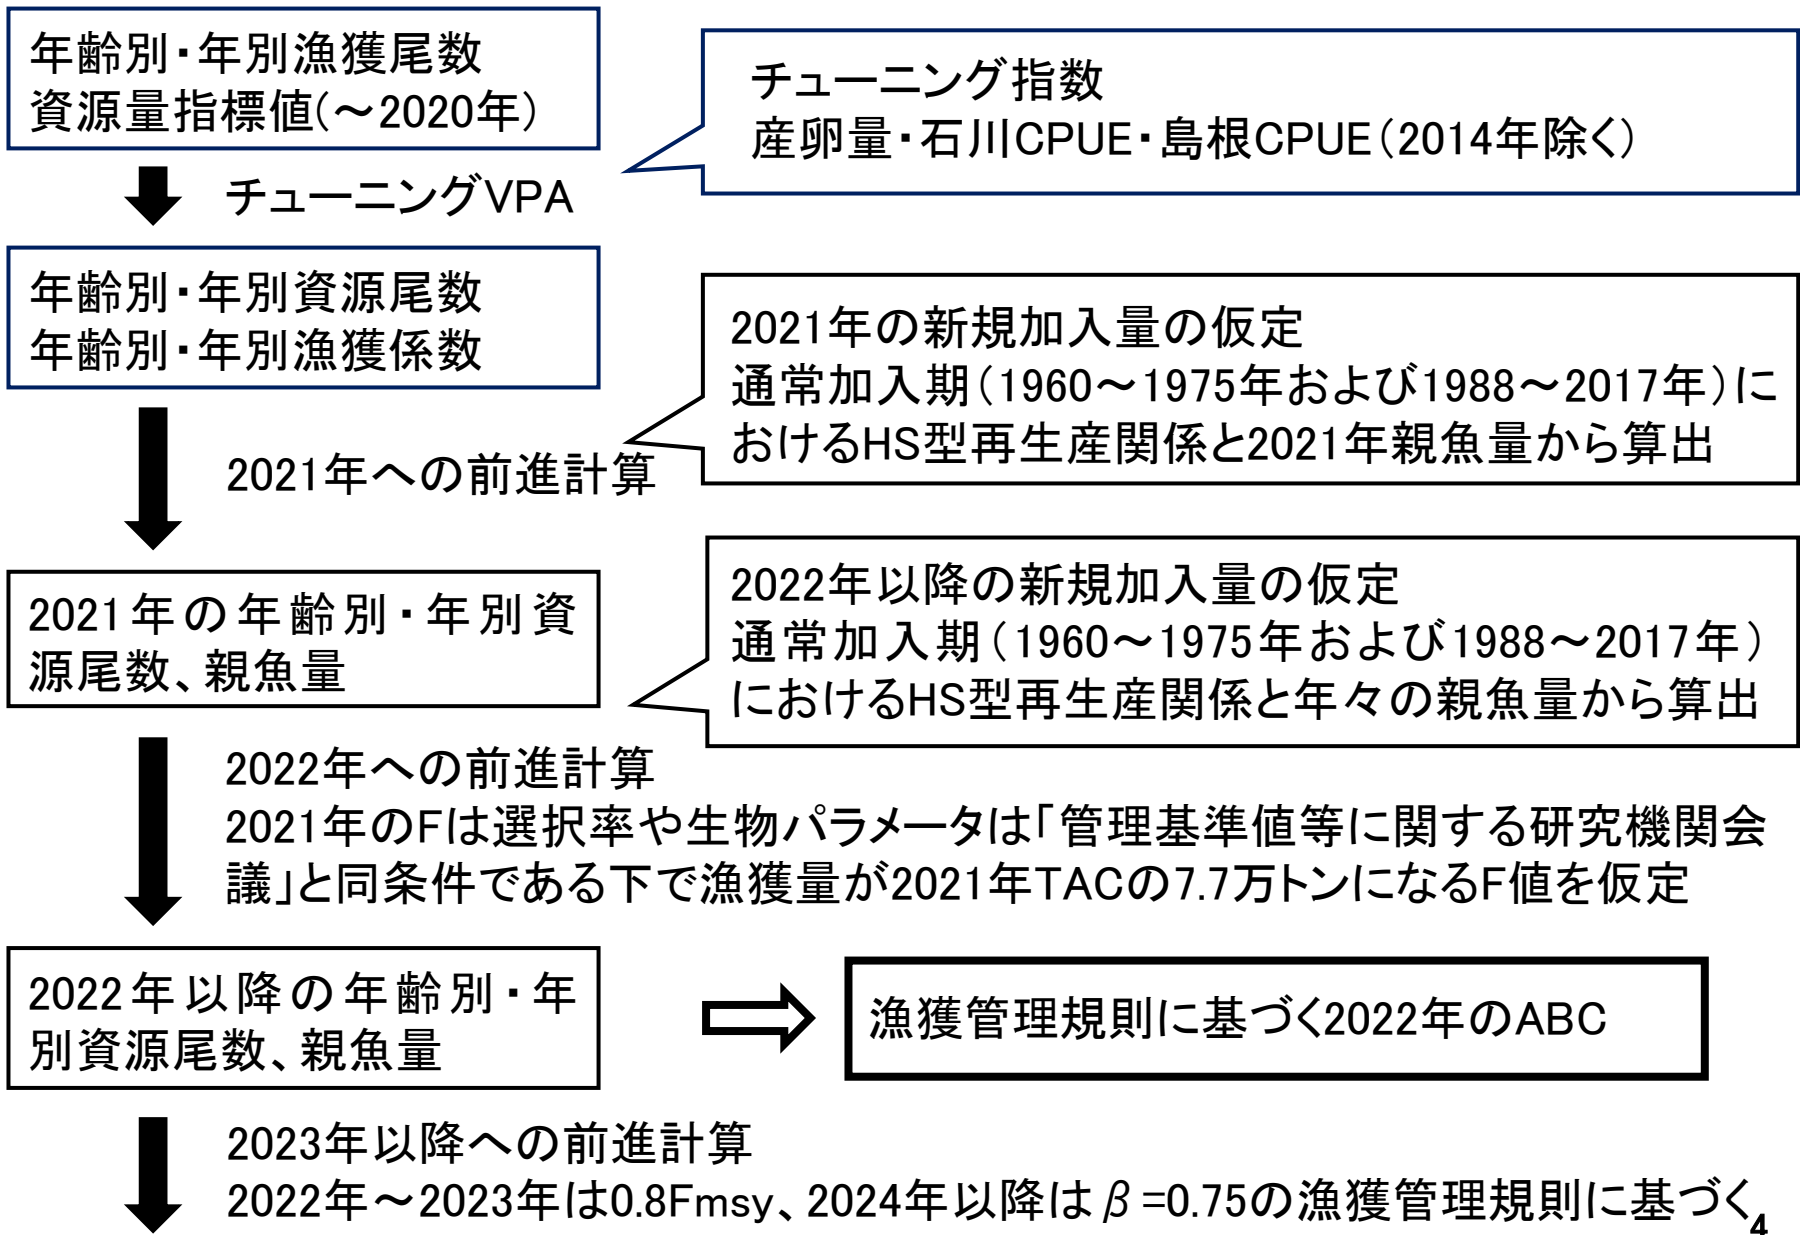 年齢別・年別漁獲尾数
資源量指標値(～2020年)
チューニング指数
産卵量・石川CPUE・島根CPUE(2014年除く)
チューニングVPA
年齢別・年別資源尾数
年齢別・年別漁獲係数
2021年の新規加入量の仮定
通常加入期(1960～1975年および1988～2017年)に
おけるHS型再生産関係と2021年親魚量から算出
2021年への前進計算
2021年の年齢別・年別資
源尾数、親魚量
2022年以降の新規加入量の仮定
通常加入期(1960～1975年および1988～2017年)
におけるHS型再生産関係と年々の親魚量から算出
2022年への前進計算
2021年のFは選択率や生物パラメータは「管理基準値等に関する研究機関会
議」と同条件である下で漁獲量が2021年TACの7.7万トンになるF値を仮定
2022年以降の年齢別・年
別資源尾数、親魚量
漁獲管理規則に基づく2022年のABC
2023年以降への前進計算
2022年～2023年は0.8Fmsy、2024年以降はβ=0.75の漁獲管理規則に基づく
4